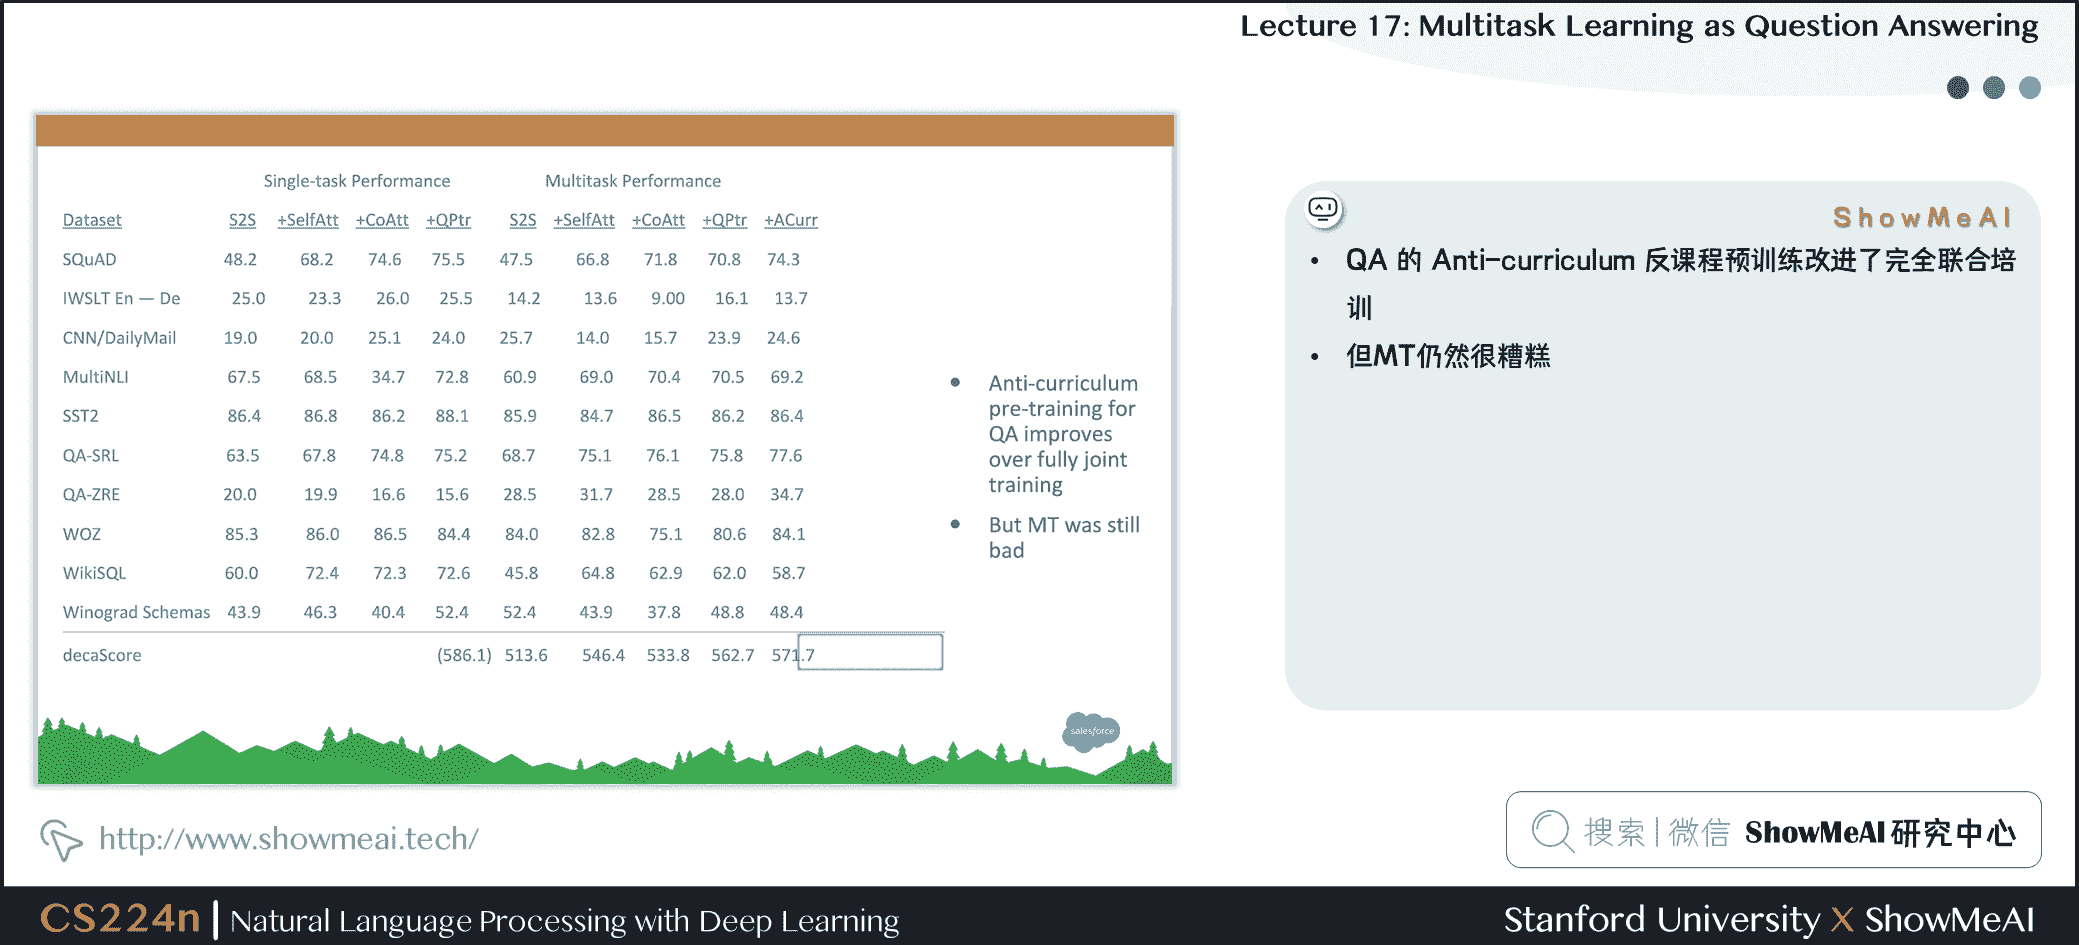 Lecture 17: Multitask Learning as Question Answering
Single-task Performance Multitask Performance
Dataset S2S +SelfAtt +CoAtt +QPtr S2S +SelfAtt +CoAtt +QPtr +ACurr
SQuAD 48.2 68.2 74.6 75.5 47.5 66.8 71.8 70.8 74.3
IWSLT En — De 25.0 23.3 26.0 25.5 14.2 13.6 9.00 16.1 13.7
CNN/DailyMail 19.0 20.0 25.1 24.0 25.7 14.0 15.7 23.9 24.6
MultiNLI 67.5 68.5 34.7 72.8 60.9 69.0 70.4 70.5 69.2
SST2 86.4 86.8 86.2 88.1 85.9 84.7 86.5 86.2 86.4
QA-SRL 63.5 67.8 74.8 75.2 68.7 75.1 76.1 75.8 77.6
QA-ZRE 20.0 19.9 16.6 15.6 28.5 31.7 28.5 28.0 34.7
WOZ 85.3 86.0 86.5 84.4 84.0 82.8 75.1 80.6 84.1
WikiSQL 60.0 72.4 72.3 72.6 45.8 64.8 62.9 62.0 58.7
Winograd Schemas 43.9 46.3 40.4 52.4 52.4 43.9 37.8 48.8 48.4
decaScore (586.1) 513.6 546.4 533.8 562.7 571.7
• Anti-curriculum
pre-training for
QA improves
over fully joint
training
• But MT was still
bad
salesforce
ShowMeAI
• QA 的 Anti-curriculum 反课程预训练改进了完全联合培
训
• 但MT仍然很糟糕
http://www.showmeai.tech/
搜索|微信 ShowMeAI 研究中心
CS224n | Natural Language Processing with Deep Learning
Stanford University X ShowMeAI